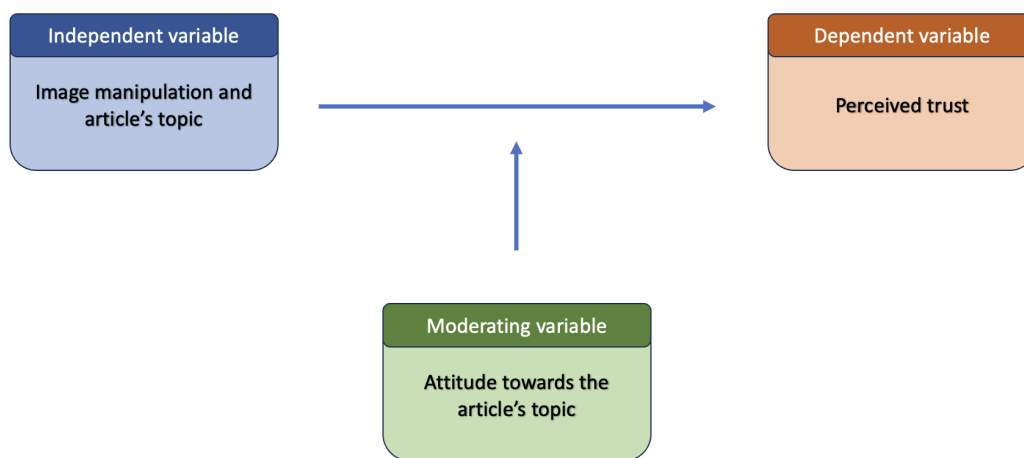 Independent variable
Image manipulation and
article's topic
Dependent variable
Perceived trust
Moderating variable
Attitude towards the
article's topic